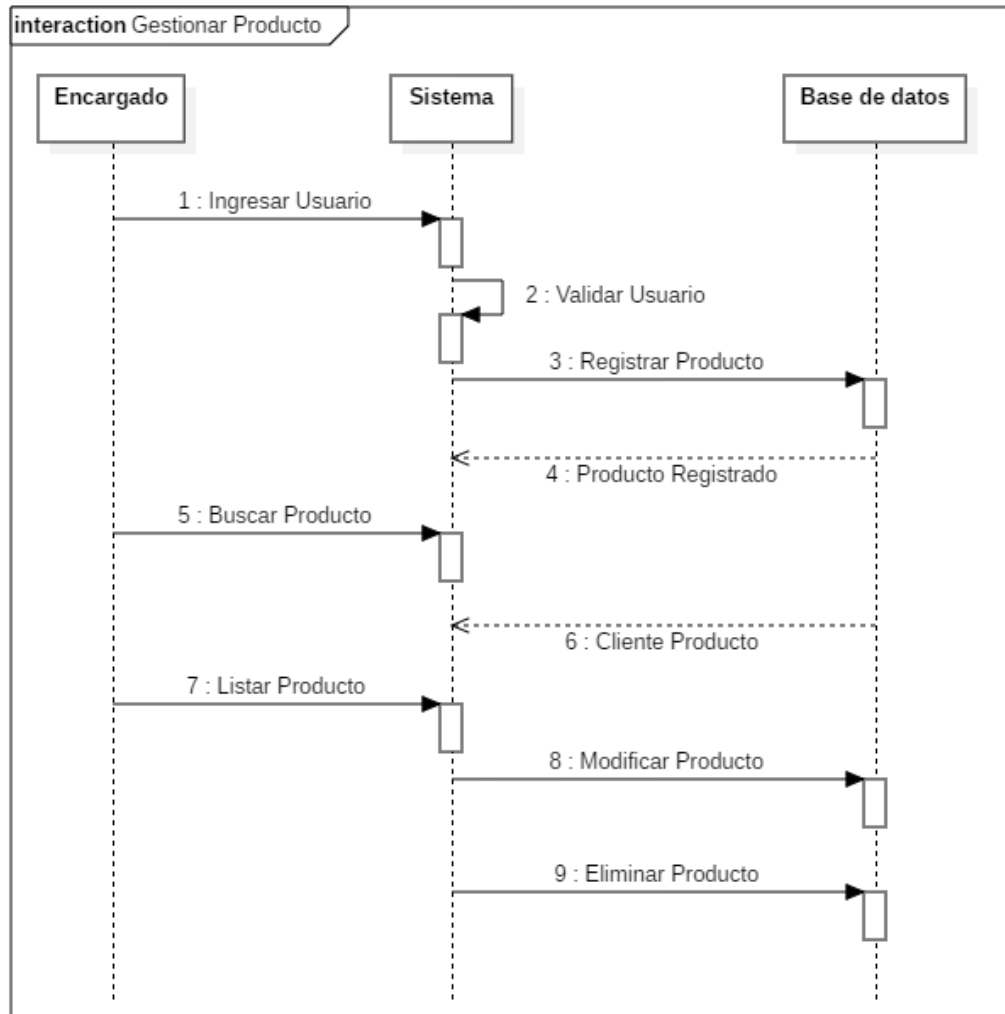 interaction Gestionar Producto
Encargado
Sistema
Base de datos
1 : Ingresar Usuario
2 : Validar Usuario
3 : Registrar Producto
4 : Producto Registrado
5 : Buscar Producto
6 : Cliente Producto
7 : Listar Producto
8 : Modificar Producto
9 : Eliminar Producto